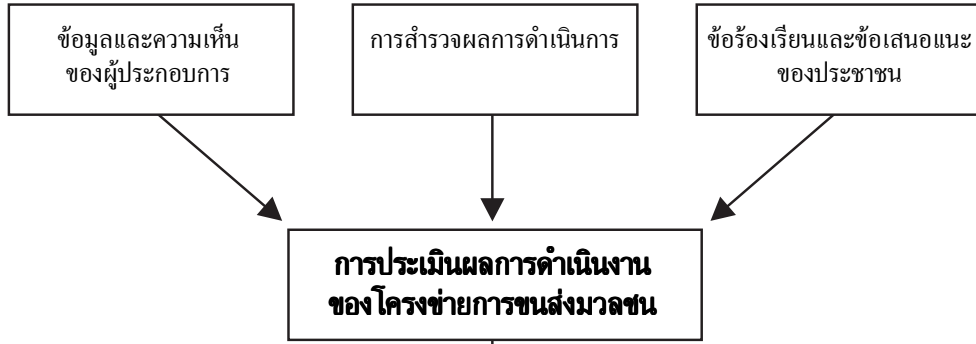 ข้อมูลและความเห็น
ของผู้ประกอบการ
การสำรวจผลการดำเนินการ
ข้อร้องเรียนและข้อเสนอแนะ
ของประชาชน
การประเมินผลการดำเนินงาน
ของโครงข่ายการขนส่งมวลชน